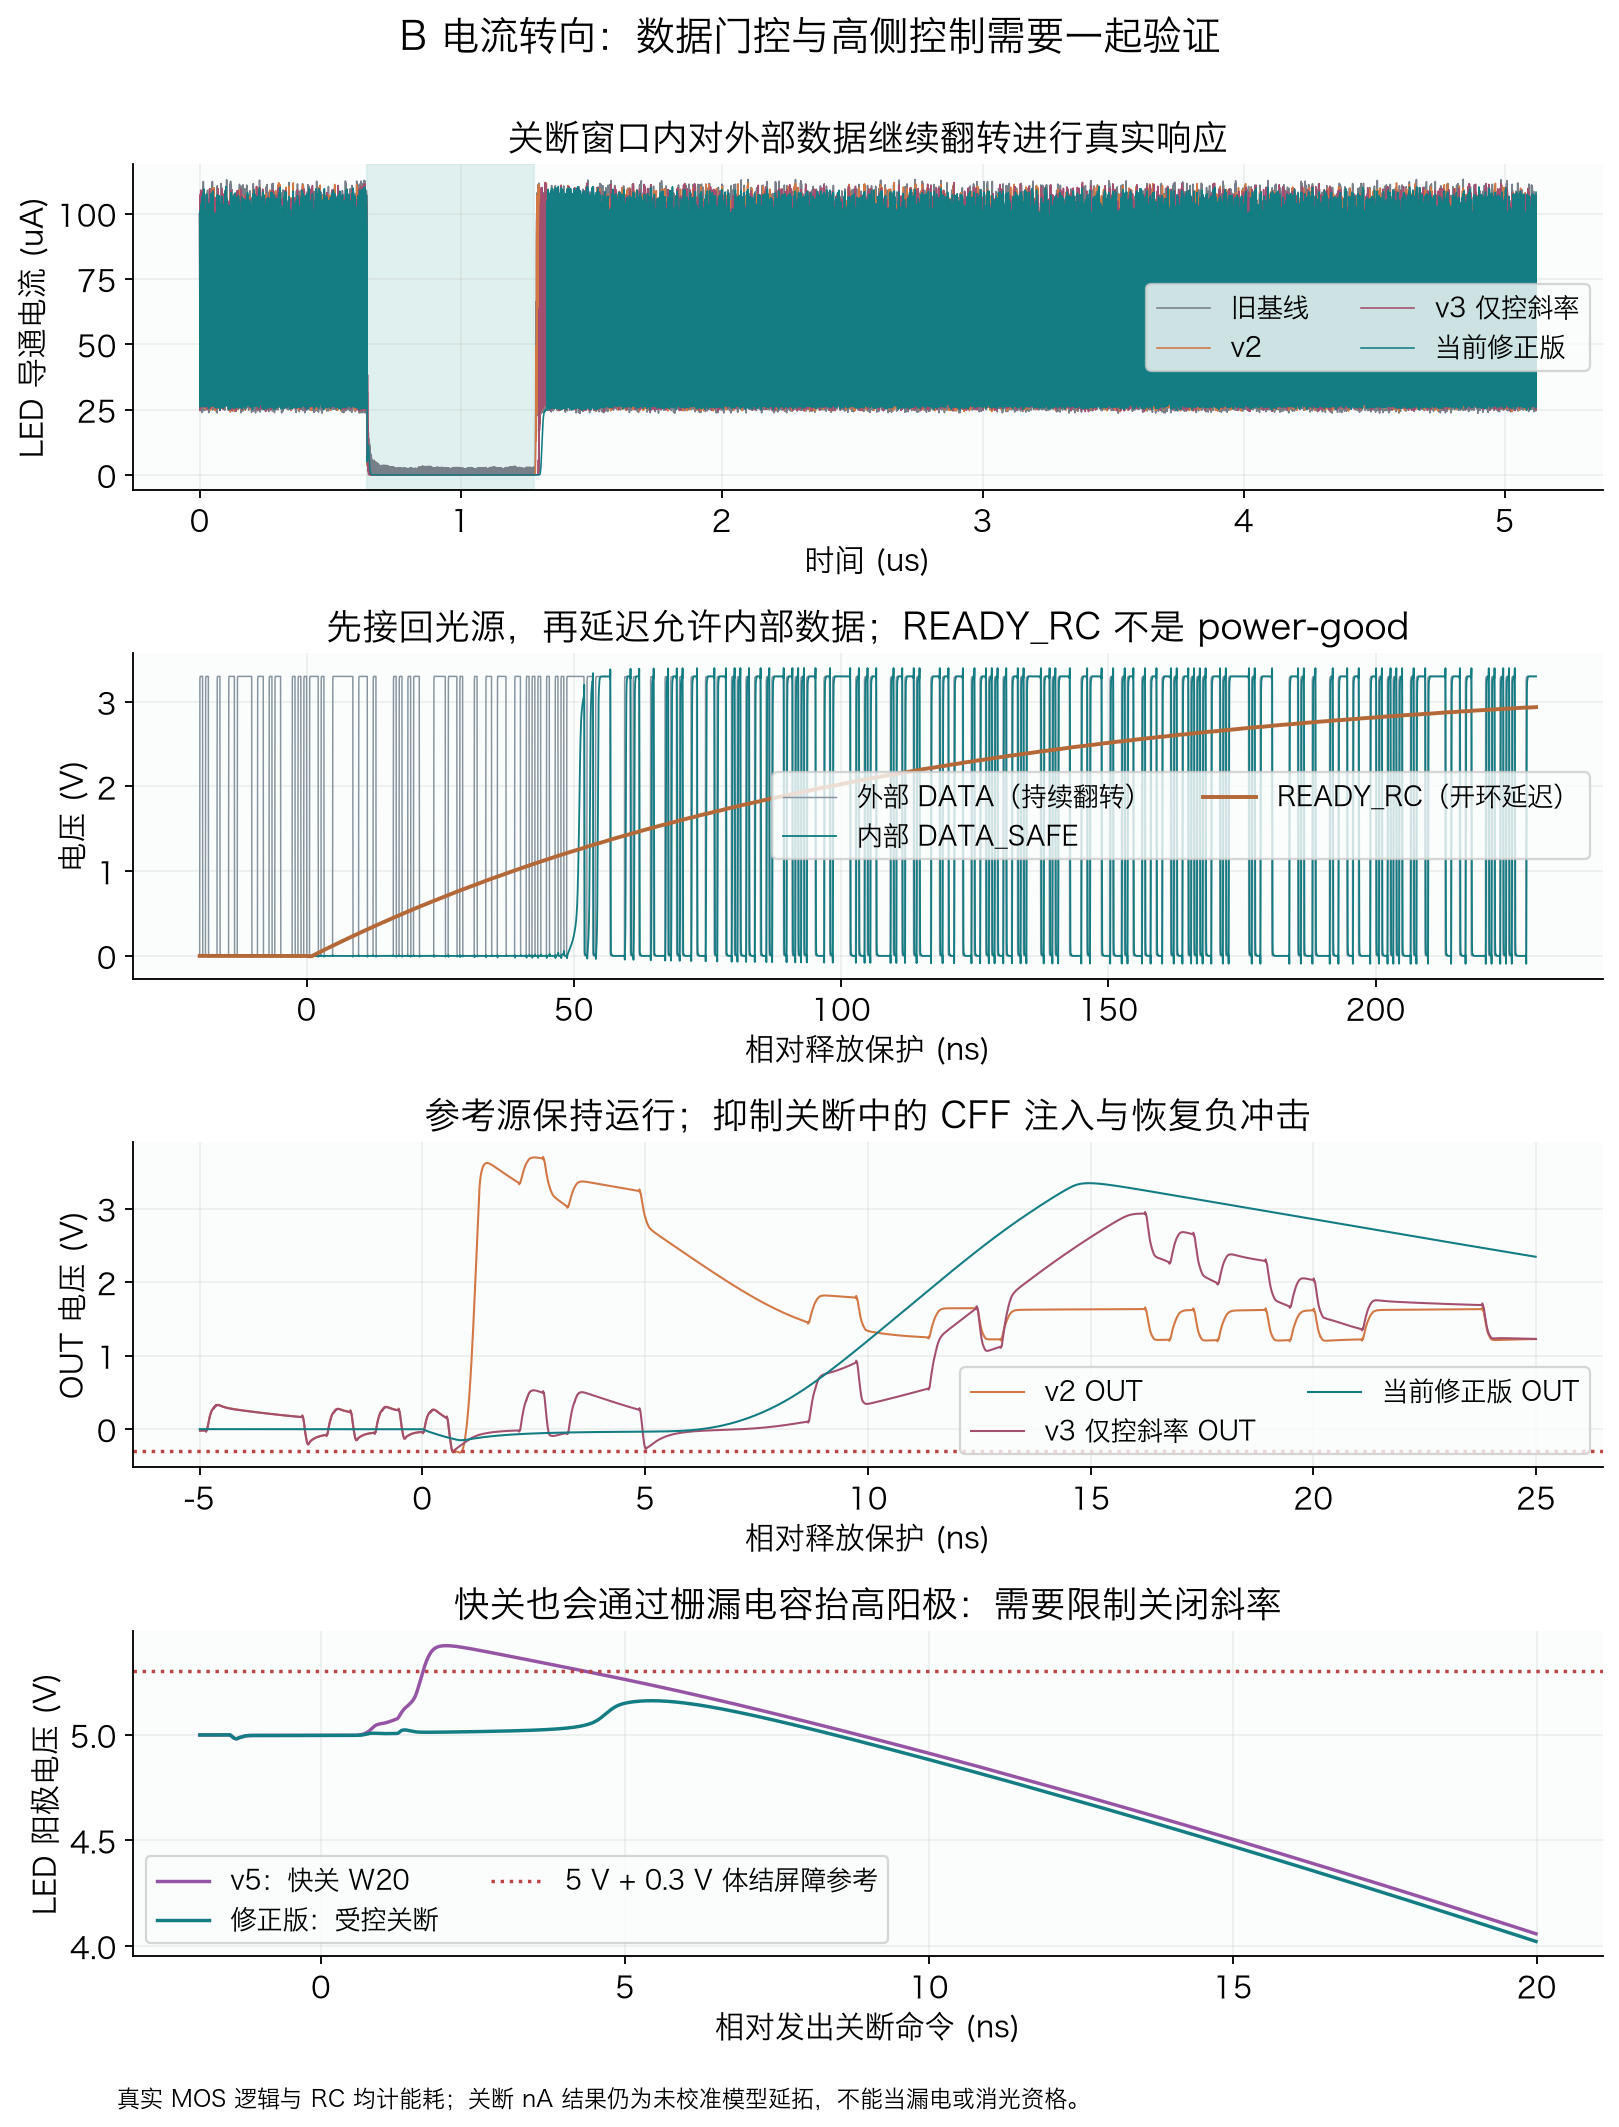 B 电流转向：数据门控与高侧控制需要一起验证
关断窗口内对外部数据继续翻转进行真实响应
LED 导通电流 (uA)
100
75
50
25
0
旧基线
v2
v3 仅控斜率
当前修正版
0 1 2 3 4 5
时间 (us)
先接回光源，再延迟允许内部数据；READY_RC 不是 power-good
电压 (V)
3
2
1
0
外部 DATA（持续翻转）
内部 DATA_SAFE
READY_RC（开环延迟）
0 50 100 150 200
相对释放保护 (ns)
参考源保持运行；抑制关断中的 CFF 注入与恢复负冲击
OUT 电压 (V)
3
2
1
0
v2 OUT
v3 仅控斜率 OUT
当前修正版 OUT
-5 0 5 10 15 20 25
相对释放保护 (ns)
快关也会通过栅漏电容抬高阳极：需要限制关闭斜率
LED 阳极电压 (V)
5.0
4.5
4.0
v5：快关 W20
修正版：受控关断
5 V + 0.3 V 体结屏障参考
0 5 10 15 20
相对发出关断命令 (ns)
真实 MOS 逻辑与 RC 均计能耗；关断 nA 结果仍为未校准模型延拓，不能当漏电或消光资格。